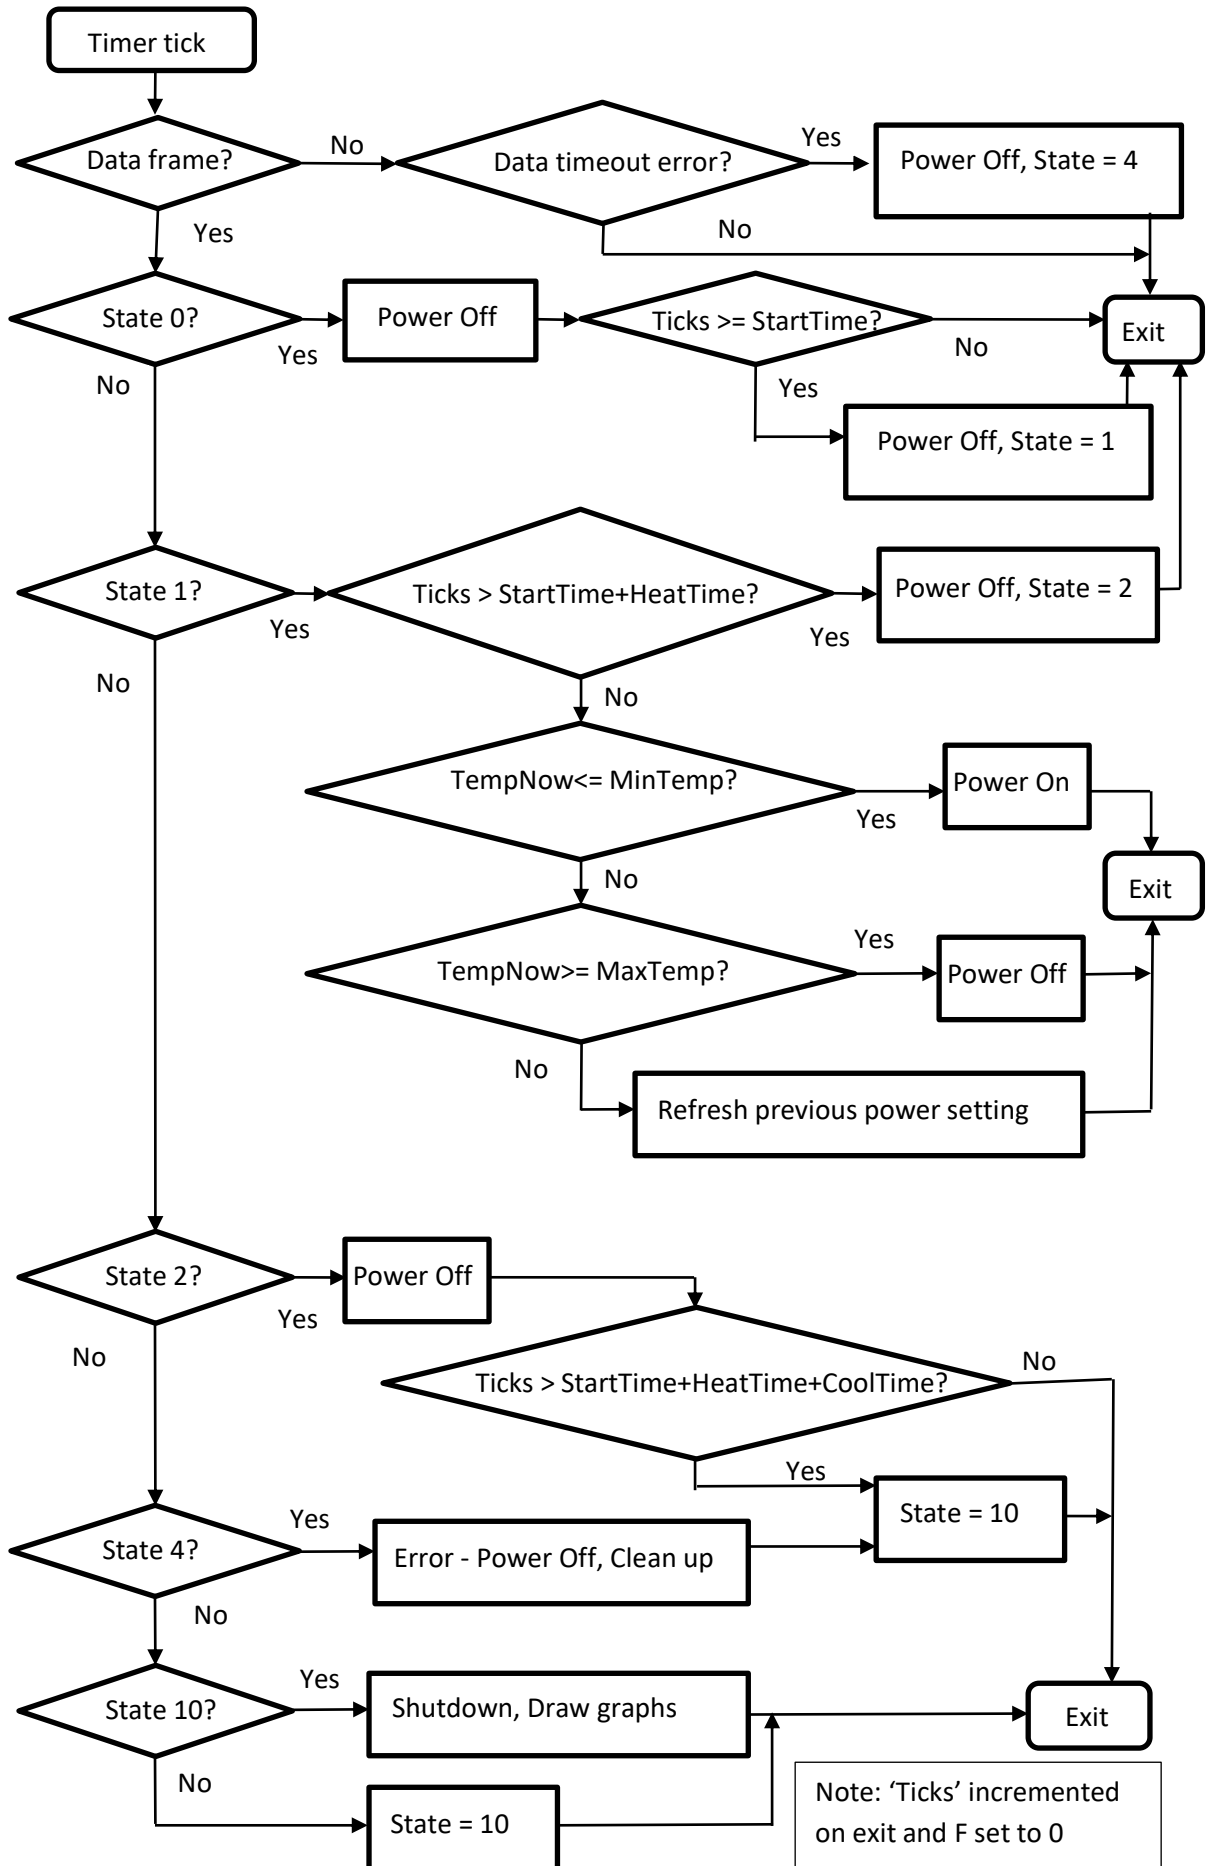 Timer tick
Data frame?
No
Data timeout error?
Yes
Power Off, State = 4
Yes
No
State 0?
Yes
Power Off
Ticks >= StartTime?
No
Exit
No
Yes
Power Off, State = 1
State 1?
Yes
Ticks > StartTime+HeatTime?
Yes
Power Off, State = 2
No
No
TempNow<= MinTemp?
Yes
Power On
No
Exit
TempNow>= MaxTemp?
Yes
Power Off
No
Refresh previous power setting
State 2?
Yes
Power Off
No
Ticks > StartTime+HeatTime+CoolTime?
No
Yes
State = 10
State 4?
Yes
Error - Power Off, Clean up
No
State 10?
Yes
Shutdown, Draw graphs
Exit
No
State = 10
Note: ‘Ticks’ incremented
on exit and F set to 0